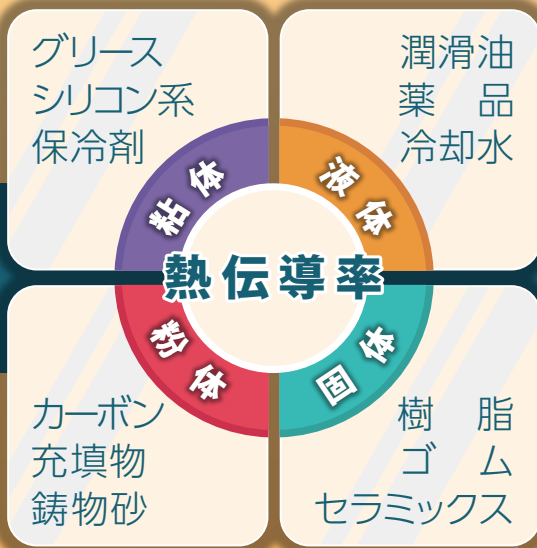 グリース
シリコン系
保冷剤
潤滑油
薬品
冷却水
粘体
液体
熱伝導率
粉体
固体
カーボン
充填物
鋳物砂
樹脂
ゴム
セラミックス